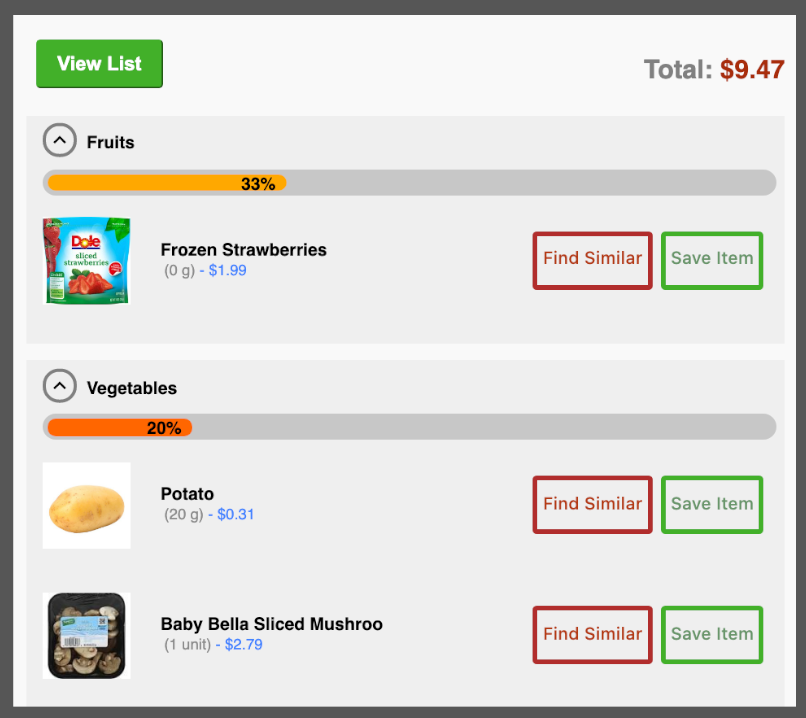 View List
Total: $9.47
Fruits
33%
Dole
sliced
strawberries
Frozen Strawberries
(0 g) - $1.99
Find Similar
Save Item
Vegetables
20%
Potato
(20 g) - $0.31
Find Similar
Save Item
Baby Bella Sliced Mushroo
(1 unit) - $2.79
Find Similar
Save Item